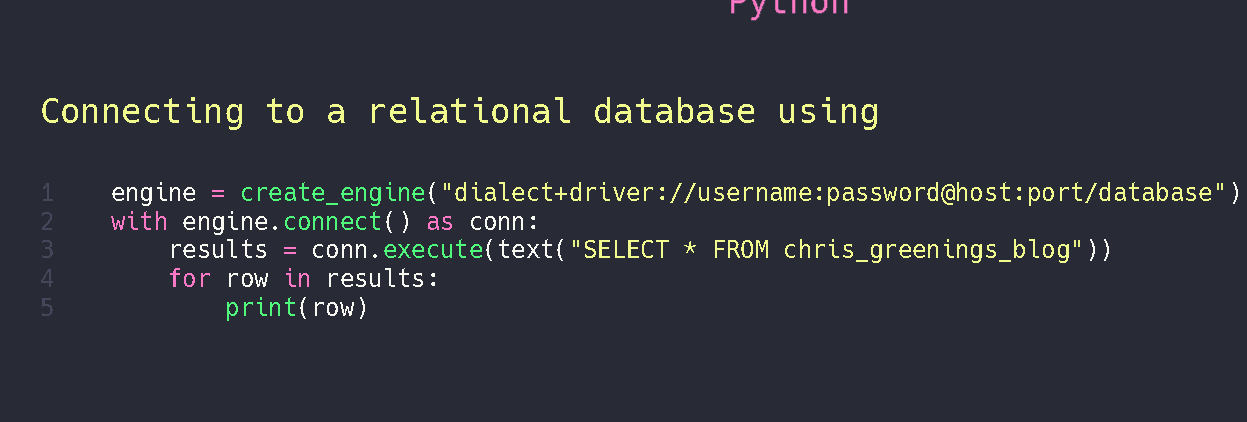 Python
Connecting to a relational database using
1 engine = create_engine("dialect+driver://username:password@host:port/database")
2 with engine.connect() as conn:
3 results = conn.execute(text("SELECT * FROM chris_greenings_blog"))
4 for row in results:
5 print(row)